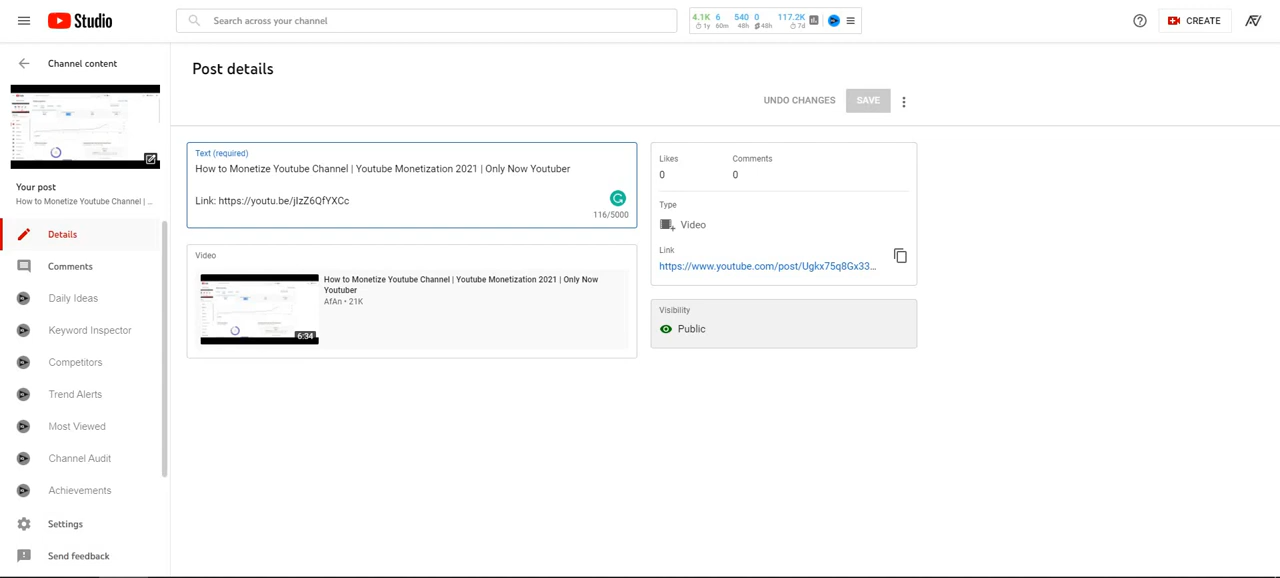 Studio
Search across your channel
4.1K 6 540 0 117.2K
1y 60m 48h 48h 7d
CREATE
Channel content
Post details
UNDO CHANGES
SAVE
Your post
How to Monetize Youtube Channel | ...
Details
Comments
Daily Ideas
Keyword Inspector
Competitors
Trend Alerts
Most Viewed
Channel Audit
Achievements
Settings
Send feedback
Text (required)
How to Monetize Youtube Channel | Youtube Monetization 2021 | Only Now Youtuber
Link: https://youtu.be/jIzZ6QfYXCc
116/5000
Video
How to Monetize Youtube Channel | Youtube Monetization 2021 | Only Now
Youtuber
AfAn • 21K
6:34
Likes
Comments
0
0
Type
Video
Link
https://www.youtube.com/post/Ugkx75q8Gx33...
Visibility
Public